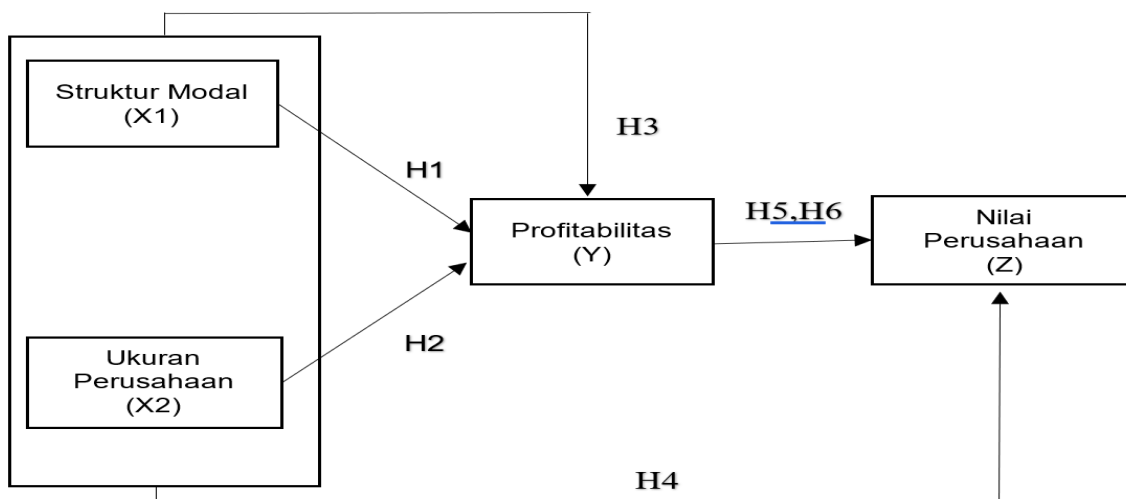 Struktur Modal
(X1)
H3
H1
Profitabilitas
(Y)
H5,H6
Nilai
Perusahaan
(Z)
H2
Ukuran
Perusahaan
(X2)
H4